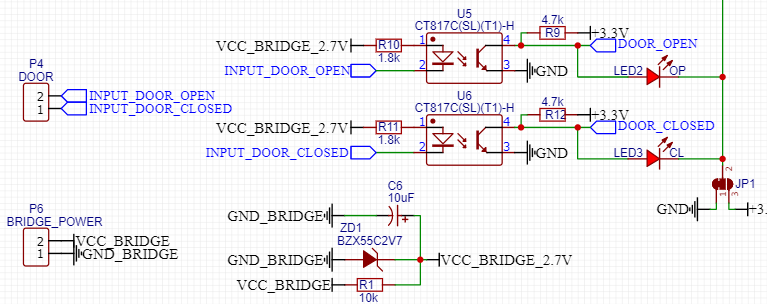 U5
CT817C(SL)(T1)-H
4.7k
R9
+3.3V
VCC_BRIDGE_2.7V
R10
1.8k
1
4
DOOR_OPEN
INPUT_DOOR_OPEN
2
3
GND
LED2
OP
P4
DOOR
2
INPUT_DOOR_OPEN
1
INPUT_DOOR_CLOSED
U6
CT817C(SL)(T1)-H
4.7k
R12
+3.3V
VCC_BRIDGE_2.7V
R11
1.8k
1
4
DOOR_CLOSED
INPUT_DOOR_CLOSED
2
3
GND
LED3
CL
2
JP1
1
3
GND
+3.
C6
10uF
GND_BRIDGE
+
P6
BRIDGE_POWER
2
VCC_BRIDGE
1
GND_BRIDGE
ZD1
BZX55C2V7
GND_BRIDGE
VCC_BRIDGE_2.7V
VCC_BRIDGE
R1
10k